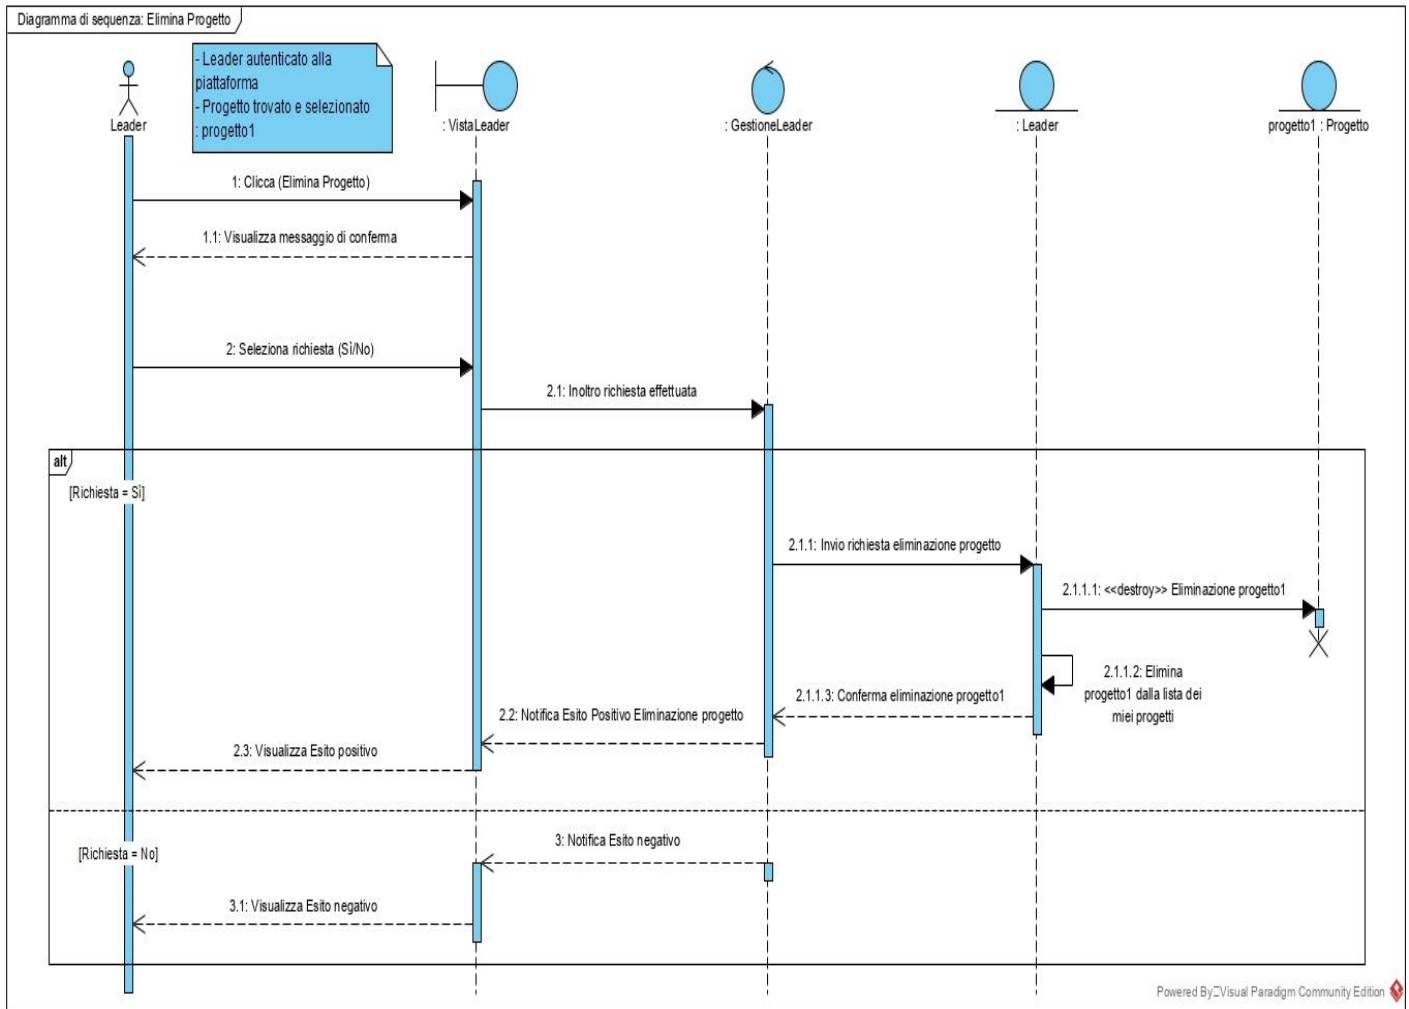 Diagramma di sequenza: Elimina Progetto
- Leader autenticato alla
piattaforma
- Progetto trovato e selezionato
: progetto1
Leader
: VistaLeader
: GestioneLeader
: Leader
progetto1 : Progetto
1: Clicca (Elimina Progetto)
1.1: Visualizza messaggio di conferma
2: Seleziona richiesta (Sì/No)
2.1: Inoltro richiesta effettuata
alt
[Richiesta = Sì]
2.1.1: Invio richiesta eliminazione progetto
2.1.1.1: <<destroy>> Eliminazione progetto1
2.1.1.2: Elimina
progetto1 dalla lista dei
miei progetti
2.1.1.3: Conferma eliminazione progetto1
2.2: Notifica Esito Positivo Eliminazione progetto
2.3: Visualizza Esito positivo
[Richiesta = No]
3: Notifica Esito negativo
3.1: Visualizza Esito negativo
Powered By Visual Paradigm Community Edition